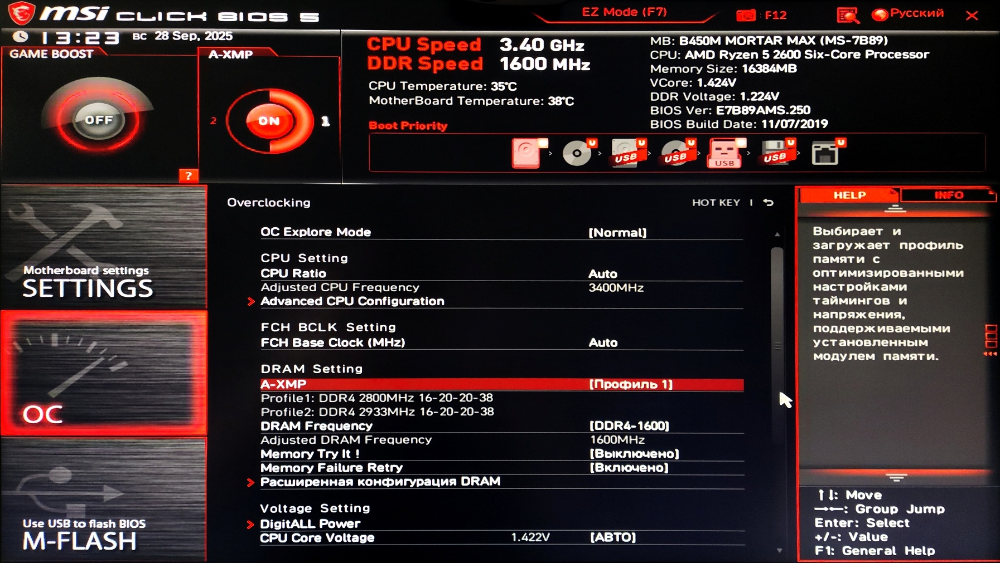 msi CLICK BIOS 5
EZ Mode (F7)
: F12
Русский
13:23 вс 28 Sep, 2025
GAME BOOST
OFF
?
A-XMP
2
ON
1
CPU Speed 3.40 GHz
DDR Speed 1600 MHz
CPU Temperature: 35°C
MotherBoard Temperature: 38°C
MB: B450M MORTAR MAX (MS-7B89)
CPU: AMD Ryzen 5 2600 Six-Core Processor
Memory Size: 16384MB
VCore: 1.424V
DDR Voltage: 1.224V
BIOS Ver: E7B89AMS.250
BIOS Build Date: 11/07/2019
Boot Priority
U U U U U
USB USB USB USB
Motherboard settings
SETTINGS
OC
Use USB to flash BIOS
M-FLASH
Overclocking
HOT KEY |
OC Explore Mode [Normal]
CPU Setting
CPU Ratio Auto
Adjusted CPU Frequency 3400MHz
Advanced CPU Configuration
FCH BCLK Setting
FCH Base Clock (MHz) Auto
DRAM Setting
A-XMP [Профиль 1]
Profile1: DDR4 2800MHz 16-20-20-38
Profile2: DDR4 2933MHz 16-20-20-38
DRAM Frequency [DDR4-1600]
Adjusted DRAM Frequency 1600MHz
Memory Try It ! [Выключено]
Memory Failure Retry [Включено]
Расширенная конфигурация DRAM
Voltage Setting
DigitALL Power
CPU Core Voltage 1.422V [АВТО]
HELP
INFO
Выбирает и
загружает профиль
памяти с
оптимизированными
настройками
таймингов и
напряжения,
поддерживаемыми
установленным
модулем памяти.
↑↓: Move
→←: Group Jump
Enter: Select
+/-: Value
F1: General Help